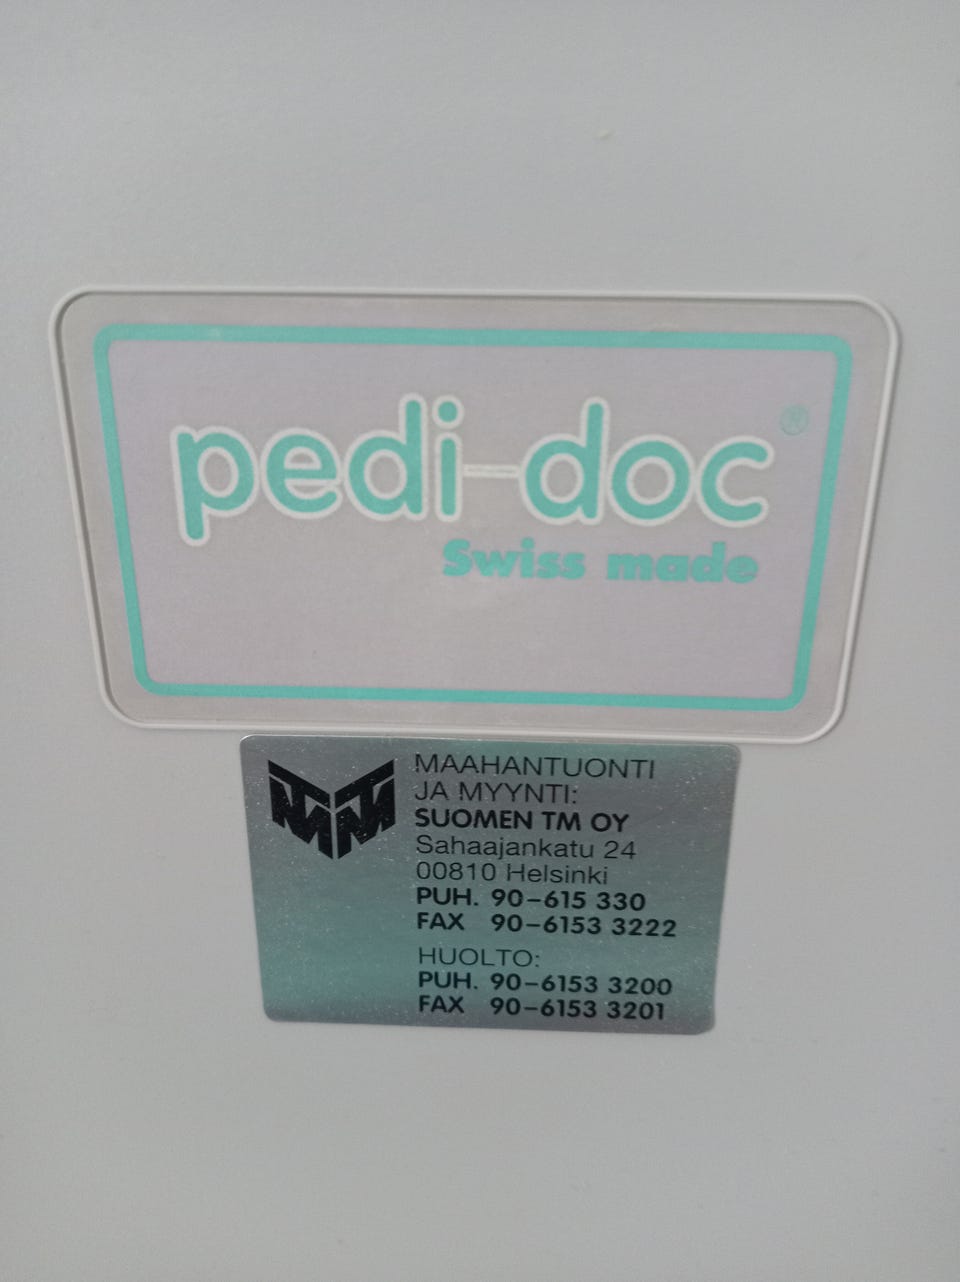 pedi-doc®
Swiss made
MAAHANTUONTI
JA MYYNTI:
SUOMEN TM OY
Sahaajankatu 24
00810 Helsinki
PUH. 90-615 330
FAX 90-6153 3222
HUOLTO:
PUH. 90-6153 3200
FAX 90-6153 3201